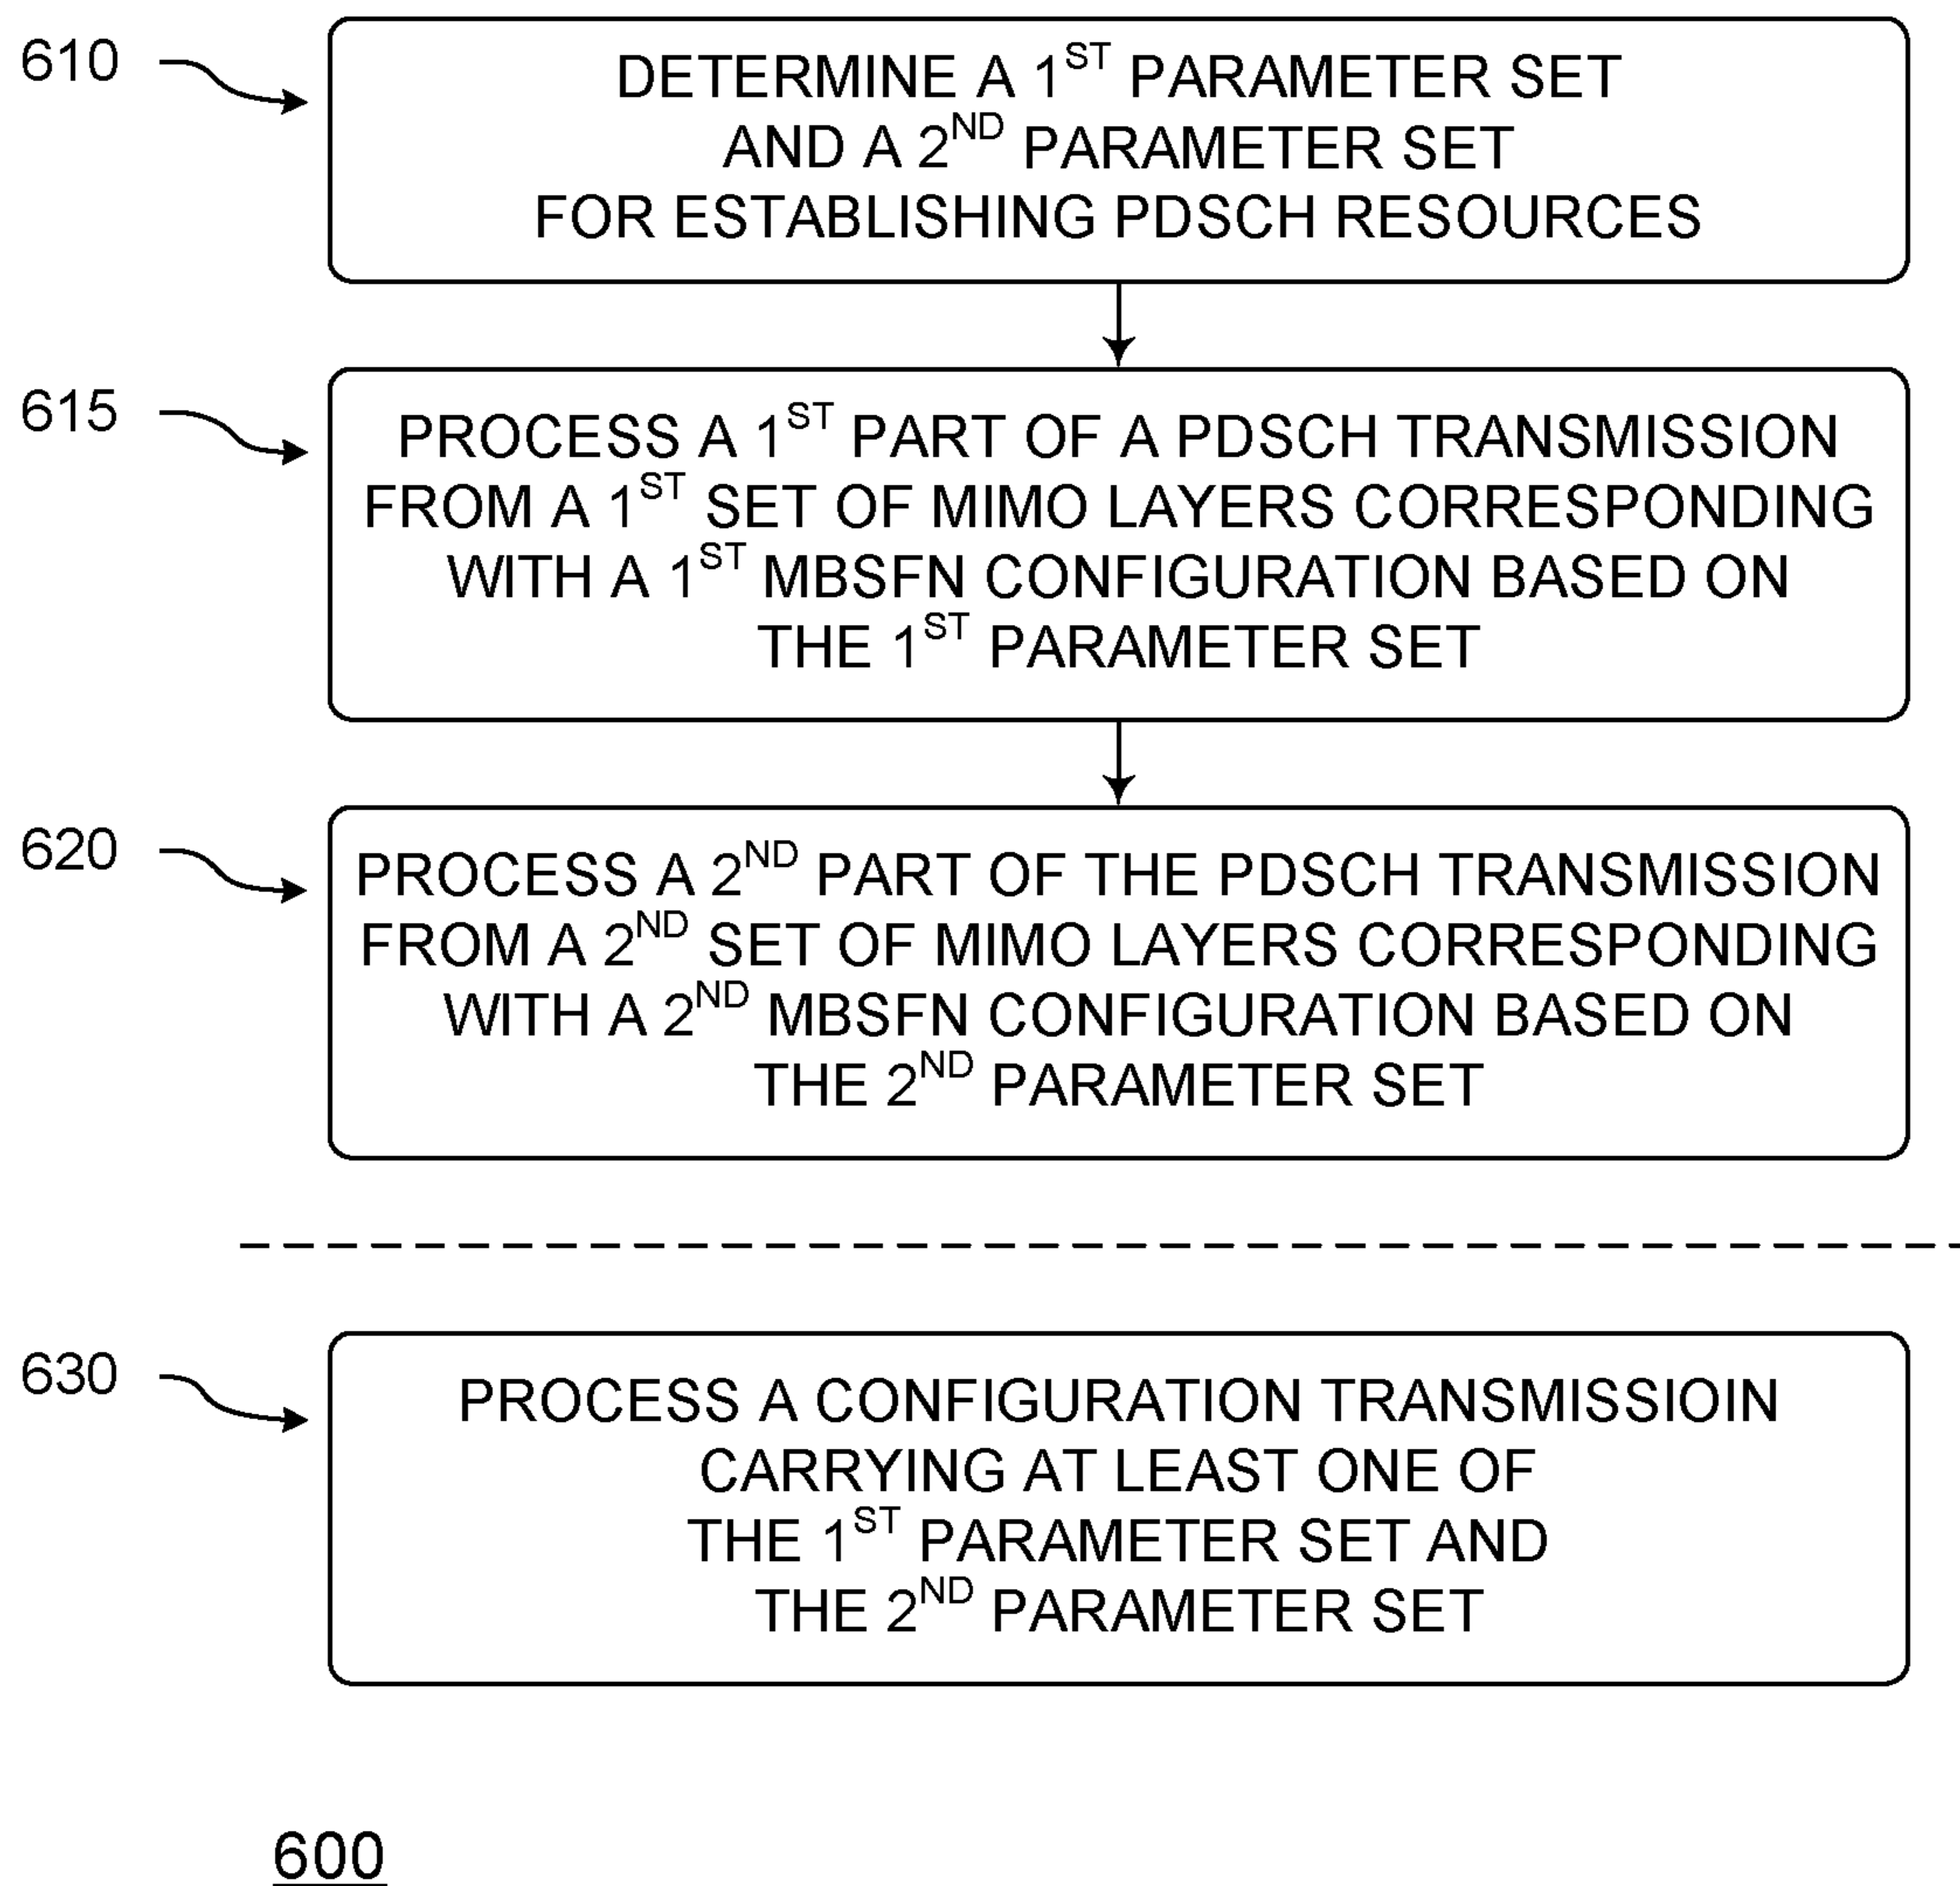 610
DETERMINE A 1ST PARAMETER SET
AND A 2ND PARAMETER SET
FOR ESTABLISHING PDSCH RESOURCES
615
PROCESS A 1ST PART OF A PDSCH TRANSMISSION
FROM A 1ST SET OF MIMO LAYERS CORRESPONDING
WITH A 1ST MBSFN CONFIGURATION BASED ON
THE 1ST PARAMETER SET
620
PROCESS A 2ND PART OF THE PDSCH TRANSMISSION
FROM A 2ND SET OF MIMO LAYERS CORRESPONDING
WITH A 2ND MBSFN CONFIGURATION BASED ON
THE 2ND PARAMETER SET
630
PROCESS A CONFIGURATION TRANSMISSIOIN
CARRYING AT LEAST ONE OF
THE 1ST PARAMETER SET AND
THE 2ND PARAMETER SET
600